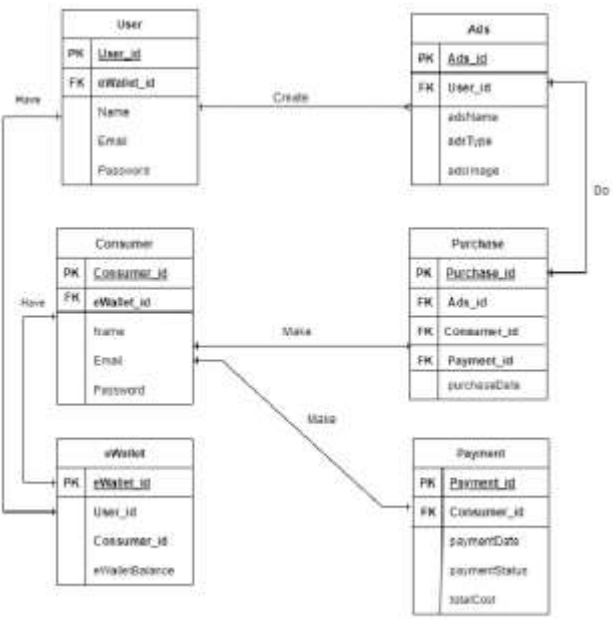 User
PK User_id
FK eWallet_id
Name
Email
Password
Ads
PK Ads_id
FK User_id
adsName
adsType
adsImage
Have
Create
Do
Consumer
PK Consumer_id
FK eWallet_id
Name
Email
Password
Purchase
PK Purchase_id
FK Ads_id
FK Consumer_id
FK Payment_id
purchaseDate
Have
Make
Make
eWallet
PK eWallet_id
User_id
Consumer_id
eWalletBalance
Payment
PK Payment_id
FK Consumer_id
paymentDate
paymentStatus
totalCost